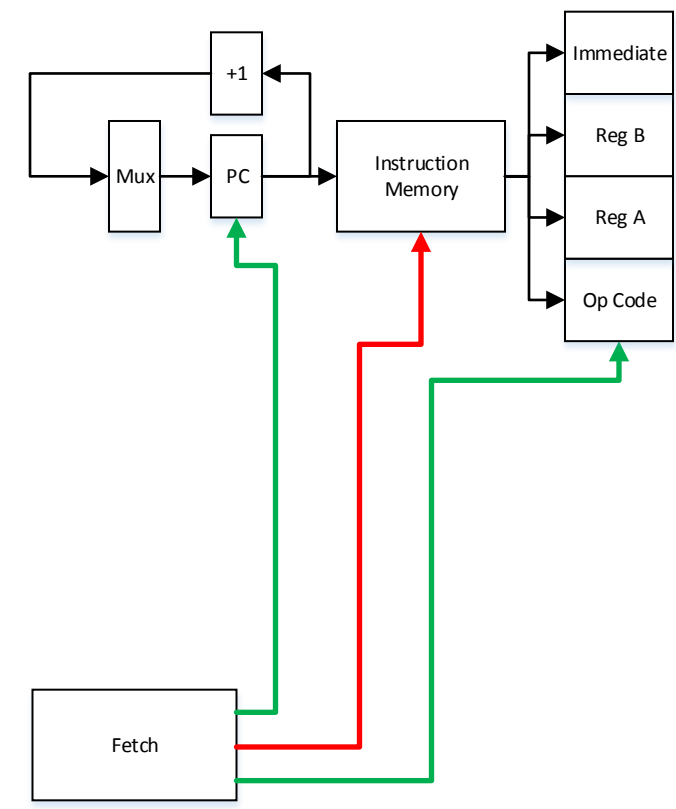 +1
Mux
PC
Instruction
Memory
Immediate
Reg B
Reg A
Op Code
Fetch